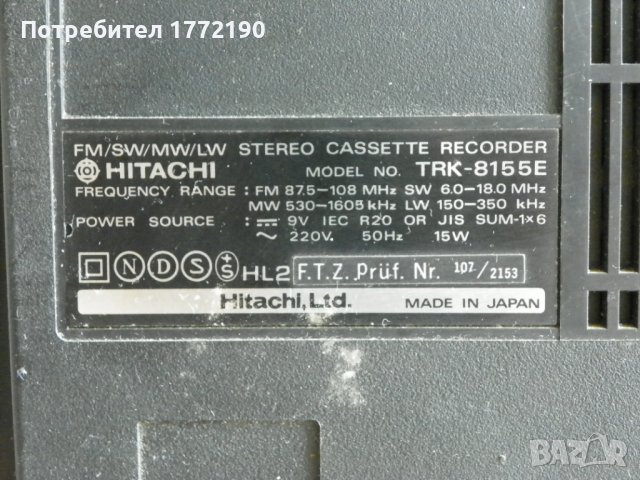 Потребител 1772190
FM/SW/MW/LW STEREO CASSETTE RECORDER
HITACHI MODEL NO. TRK-8155E
FREQUENCY RANGE : FM 87.5-108 MHz SW 6.0-18.0 MHz
MW 530-1605 kHz LW 150-350 kHz
POWER SOURCE : ⎓ 9V IEC R20 OR JIS SUM-1×6
~ 220V. 50Hz 15W
N D S +S HL2 F.T.Z. Prüf. Nr. 107/2153
Hitachi, Ltd. MADE IN JAPAN
BAZAR